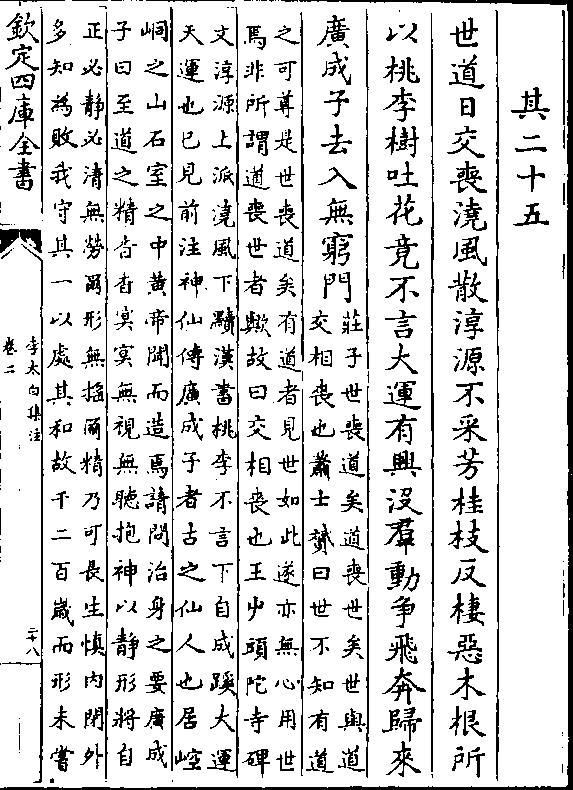 其二十五
世道日交喪澆風散淳源不采芳桂枝反棲惡木根所
以桃李樹吐花竟不言大運有興沒羣動争飛奔歸來
廣成子去入無窮門
莊子世喪道矣道喪世矣世與道
交相喪也蕭士贇曰世不知有道
之可尊是世喪道矣有道者見世如此遂亦無心用世
焉非所謂道喪世者歟故曰交相喪也王屮頭陀寺碑
文淳源上派澆風下黷漢書桃李不言下自成蹊大運
天運也已見前注神仙傳廣成子者古之仙人也居崆
峒之山石室之中黄帝聞而造焉請問治身之要廣成
子曰至道之精杳杳冥冥無視無聽抱神以静形將自
正必静必清無勞爾形無揺爾精乃可長生慎内閉外
多知為敗我守其一以處其和故千二百嵗而形未嘗
欽定四庫全書
李太白集注
卷二
二十八